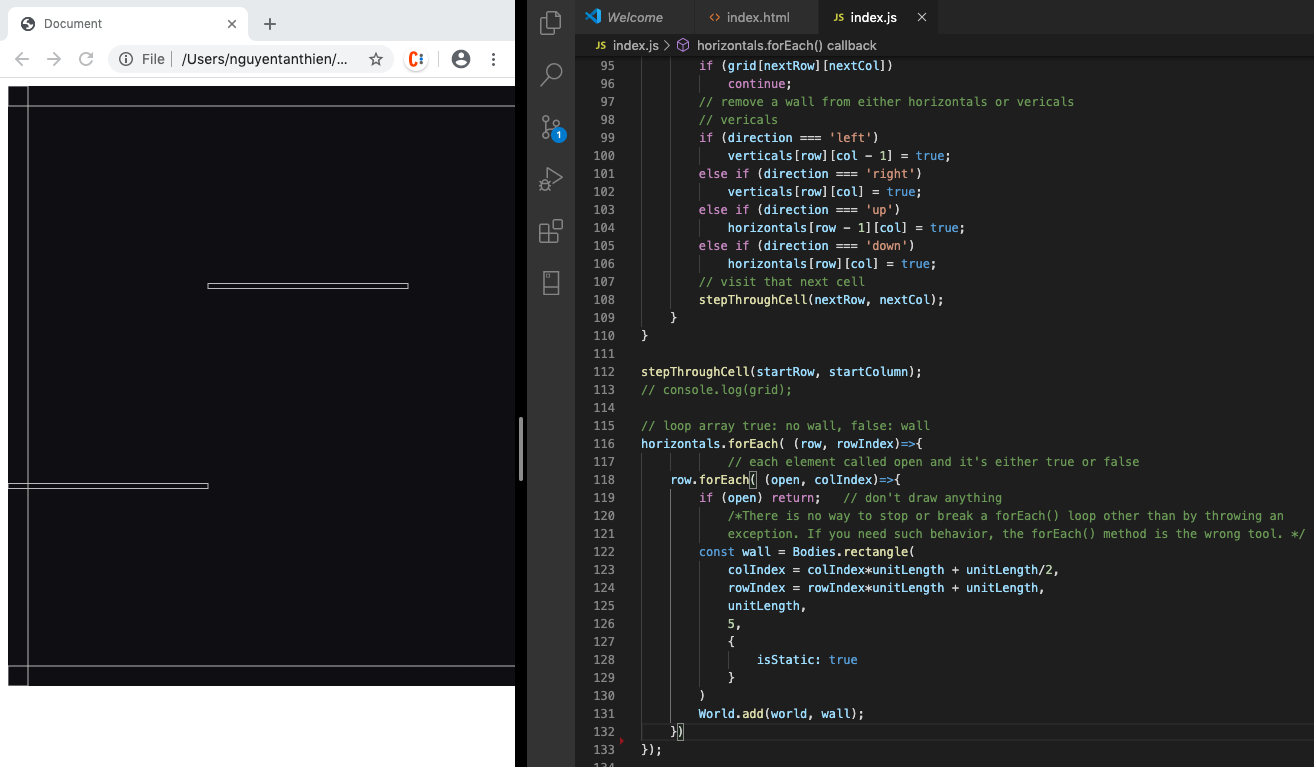 Document
File
/Users/nguyentanthien/...
1
Welcome
<> index.html
JS index.js
JS index.js > horizontals.forEach() callback
95 if (grid[nextRow][nextCol])
96 continue;
97 // remove a wall from either horizontals or vericals
98 // vericals
99 if (direction === 'left')
100 verticals[row][col - 1] = true;
101 else if (direction === 'right')
102 verticals[row][col] = true;
103 else if (direction === 'up')
104 horizontals[row - 1][col] = true;
105 else if (direction === 'down')
106 horizontals[row][col] = true;
107 // visit that next cell
108 stepThroughCell(nextRow, nextCol);
109 }
110 }
111
112 stepThroughCell(startRow, startColumn);
113 // console.log(grid);
114
115 // loop array true: no wall, false: wall
116 horizontals.forEach( (row, rowIndex)=>{
117 // each element called open and it's either true or false
118 row.forEach( (open, colIndex)=>{
119 if (open) return; // don't draw anything
120 /*There is no way to stop or break a forEach() loop other than by throwing an
121 exception. If you need such behavior, the forEach() method is the wrong tool. */
122 const wall = Bodies.rectangle(
123 colIndex = colIndex*unitLength + unitLength/2,
124 rowIndex = rowIndex*unitLength + unitLength,
125 unitLength,
126 5,
127 {
128 isStatic: true
129 }
130 )
131 World.add(world, wall);
132 })
133 });
134